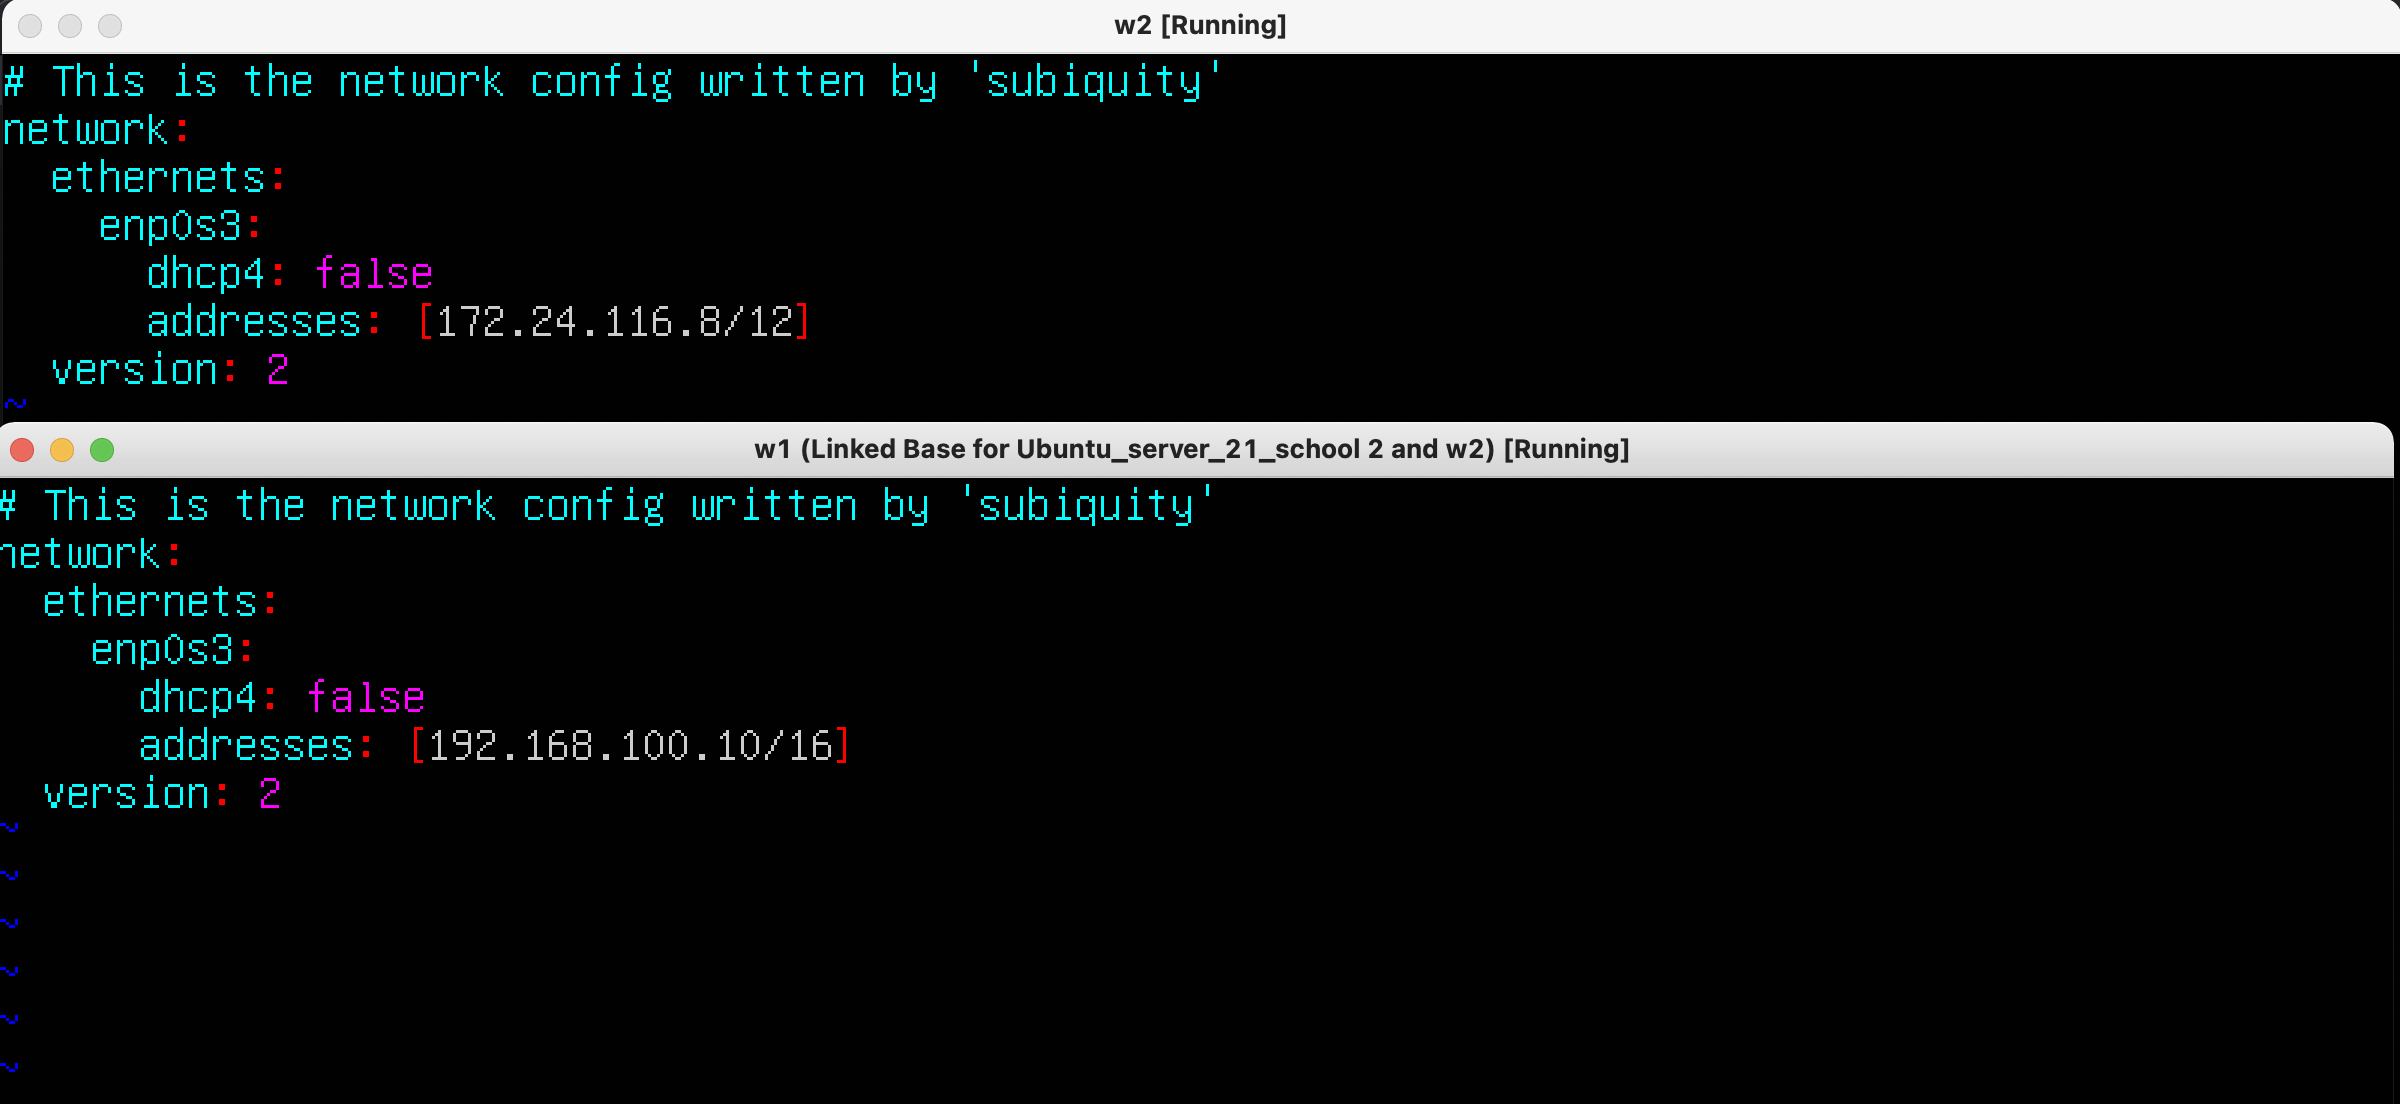 w2 [Running]
# This is the network config written by 'subiquity'
network:
  ethernets:
    enp0s3:
      dhcp4: false
      addresses: [172.24.116.8/12]
  version: 2
~
w1 (Linked Base for Ubuntu_server_21_school 2 and w2) [Running]
# This is the network config written by 'subiquity'
network:
  ethernets:
    enp0s3:
      dhcp4: false
      addresses: [192.168.100.10/16]
  version: 2
~
~
~
~
~
~